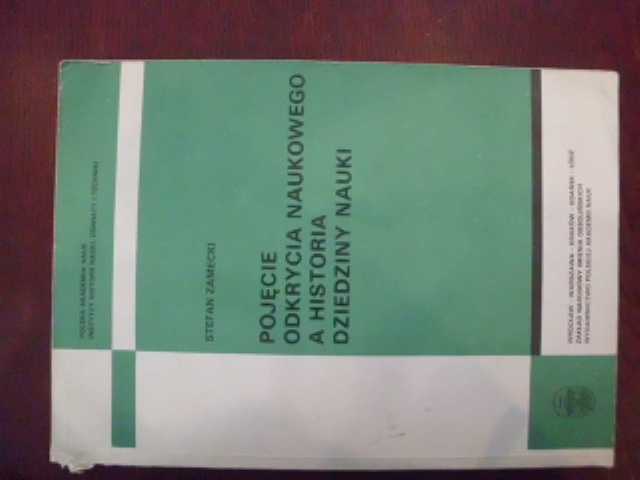 POLSKA AKADEMIA NAUK
INSTYTUT HISTORII NAUKI, OŚWIATY I TECHNIKI
STEFAN ZAMECKI
POJĘCIE
ODKRYCIA NAUKOWEGO
A HISTORIA
DZIEDZINY NAUKI
WROCŁAW · WARSZAWA · KRAKÓW · GDAŃSK · ŁÓDŹ
ZAKŁAD NARODOWY IMIENIA OSSOLIŃSKICH
WYDAWNICTWO POLSKIEJ AKADEMII NAUK